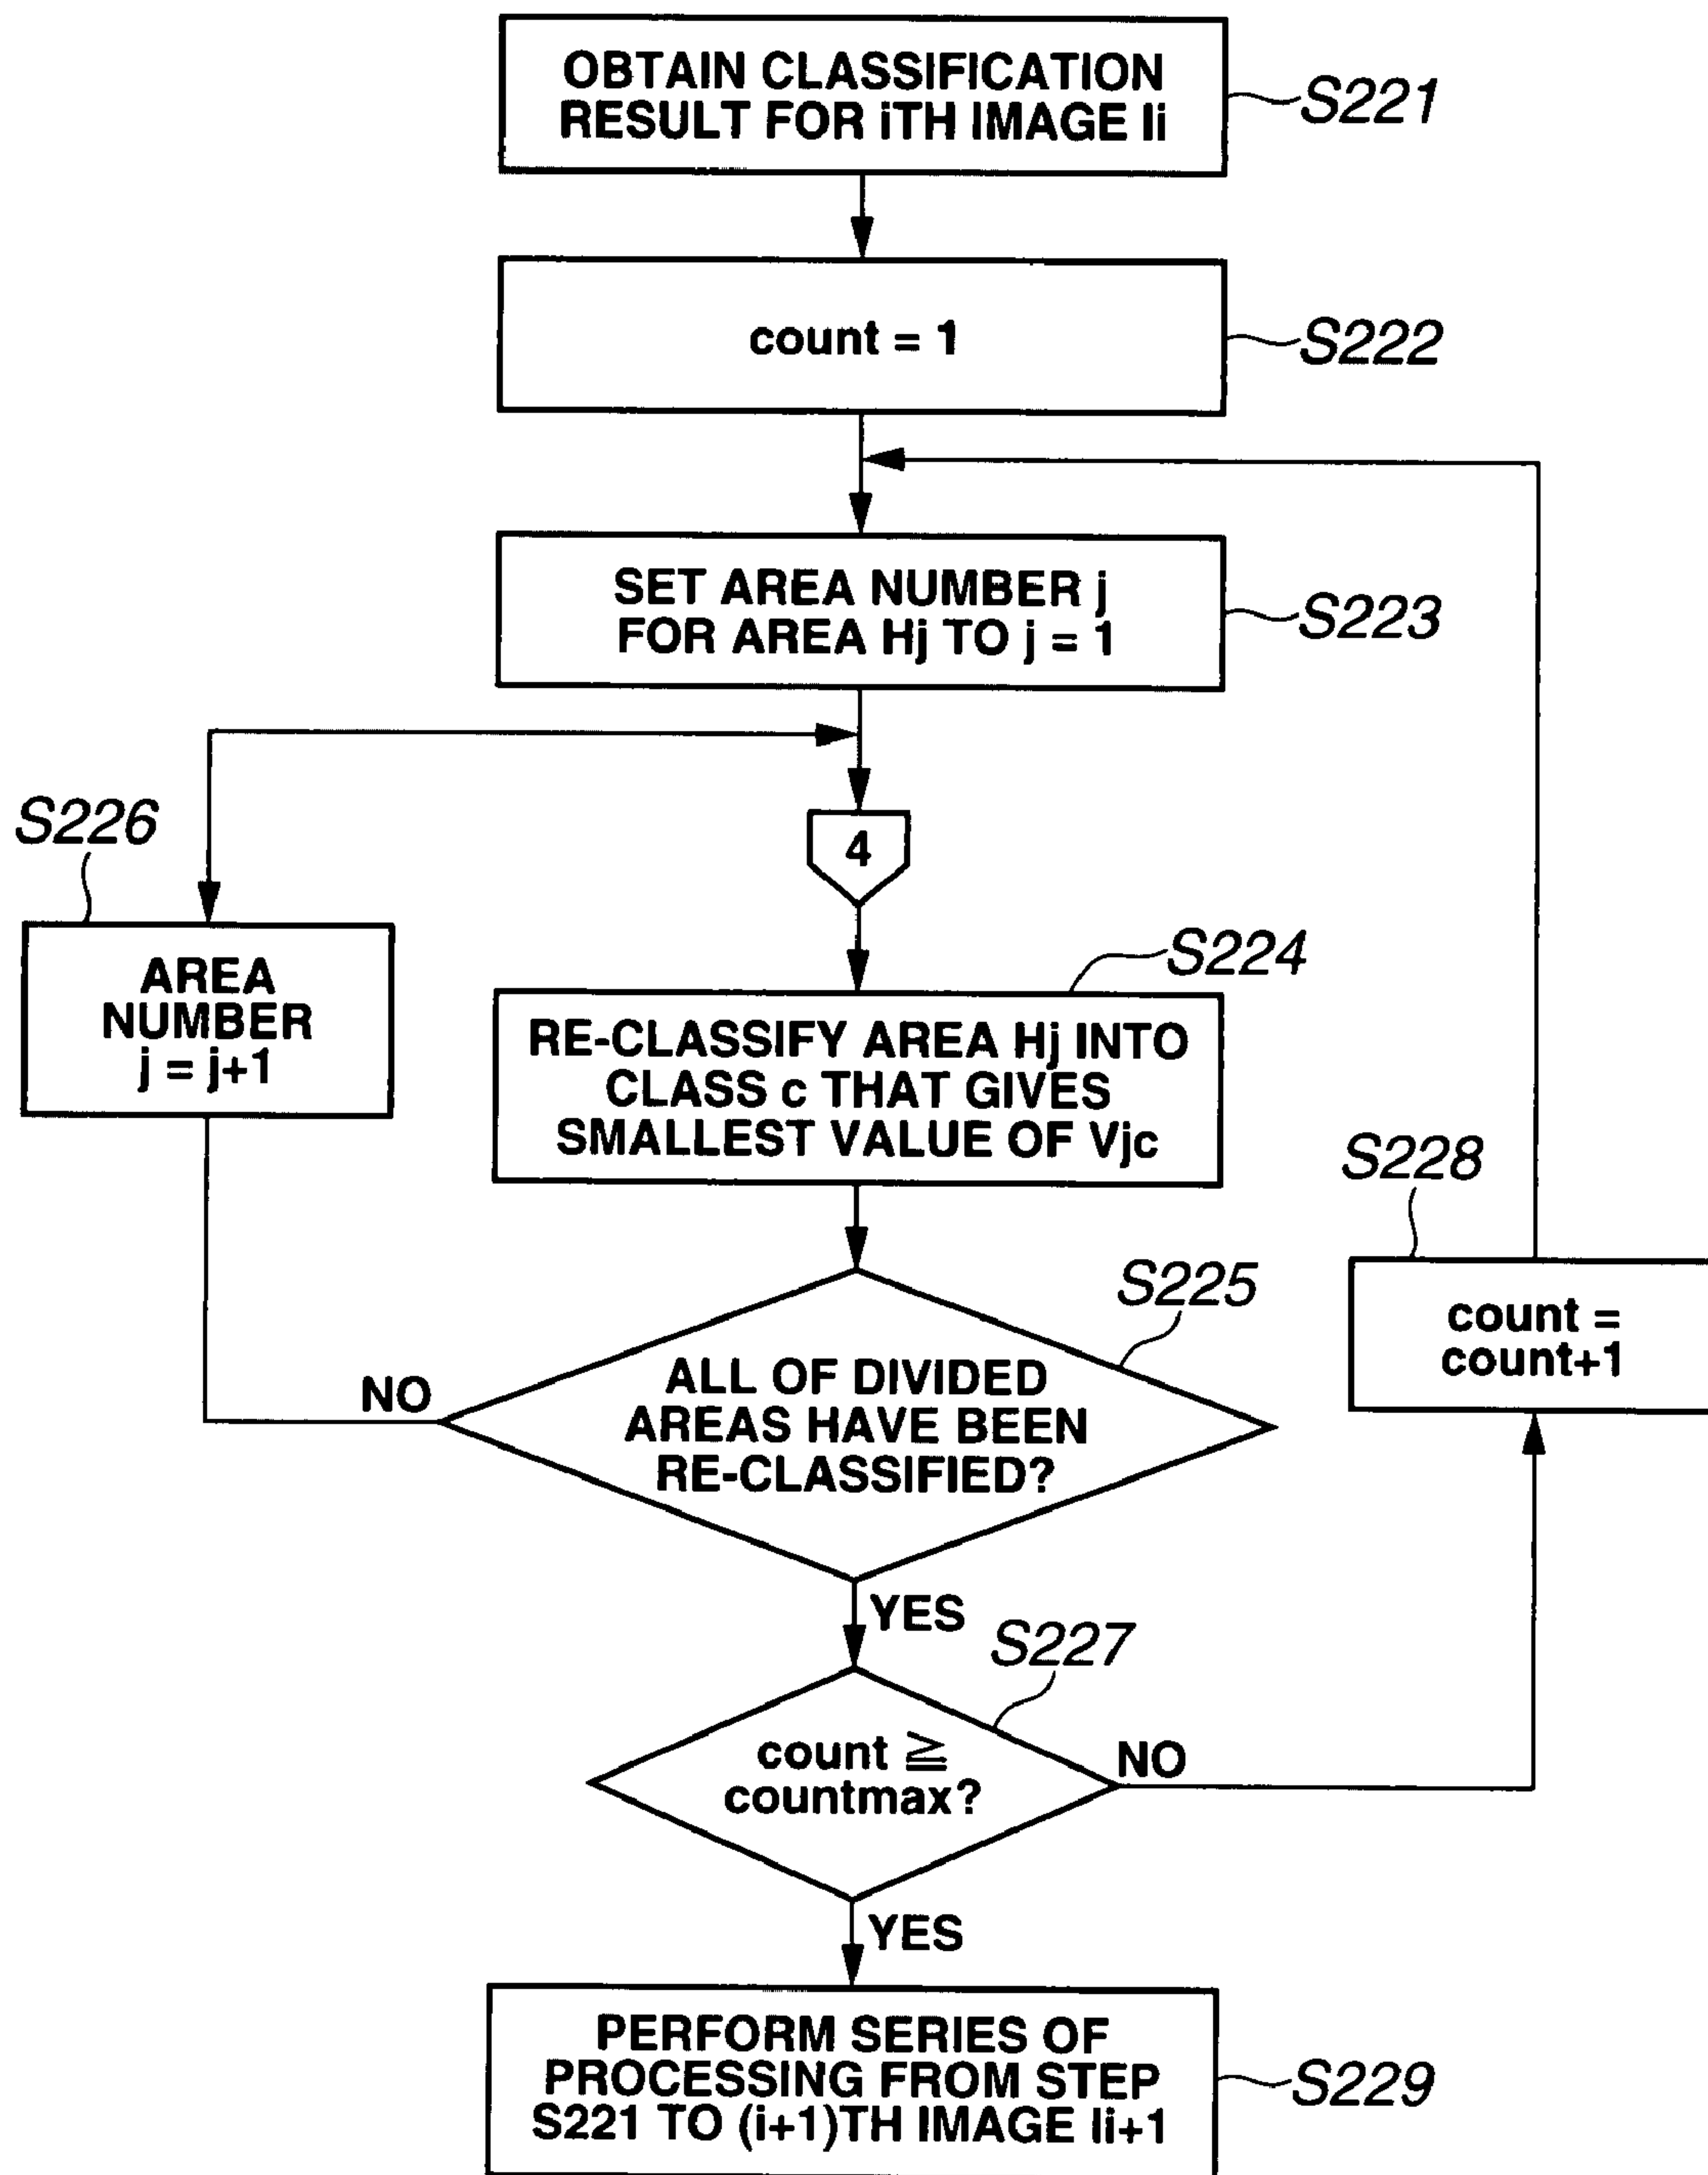 OBTAIN CLASSIFICATION
RESULT FOR iTH IMAGE Ii
S221
count = 1
S222
SET AREA NUMBER j
FOR AREA Hj TO j = 1
S223
4
S226
AREA
NUMBER
j = j+1
S224
RE-CLASSIFY AREA Hj INTO
CLASS c THAT GIVES
SMALLEST VALUE OF Vjc
S228
count =
count+1
S225
ALL OF DIVIDED
AREAS HAVE BEEN
RE-CLASSIFIED?
NO
YES
S227
count ≧
countmax?
NO
YES
PERFORM SERIES OF
PROCESSING FROM STEP
S221 TO (i+1)TH IMAGE Ii+1
S229